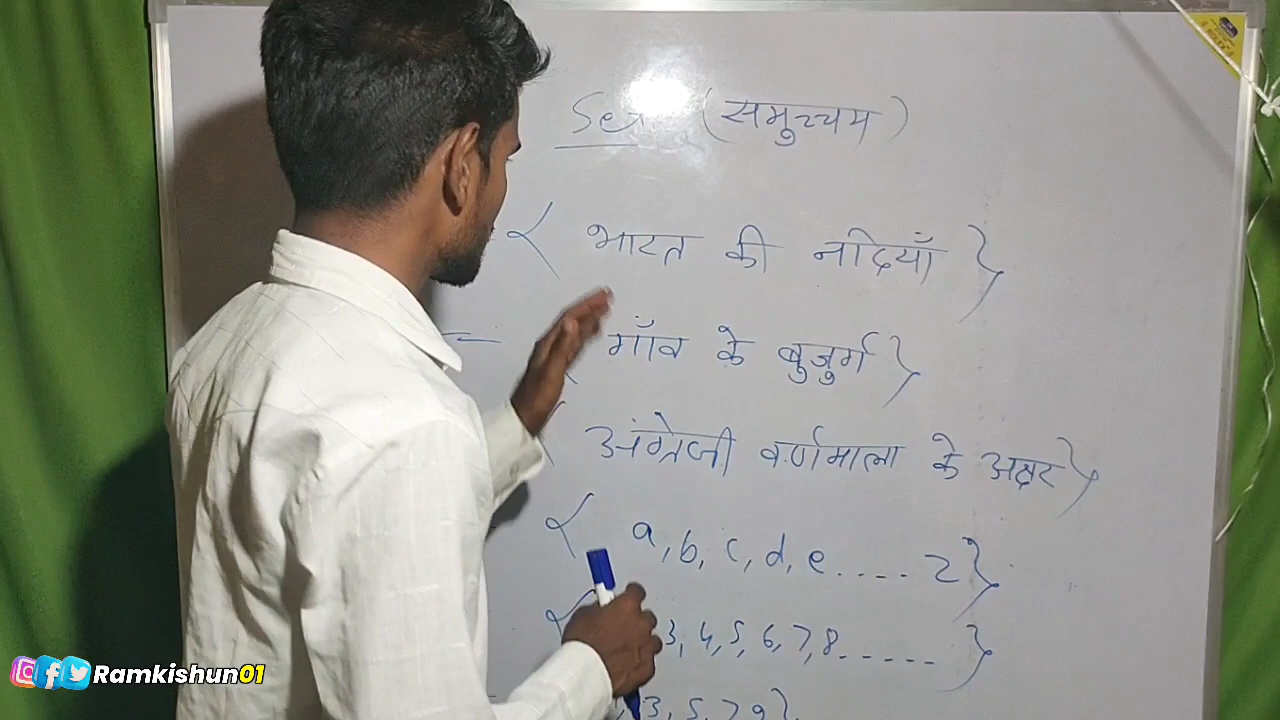 Set (समुच्चय)
{ भारत की नदियाँ }
{ गाँव के बुजुर्ग }
{ अंग्रेजी वर्णमाला के अक्षर }
{ a, b, c, d, e .... z }
{ 3, 4, 5, 6, 7, 8 ..... }
3, 5, 7, 9 }
Ramkishun01